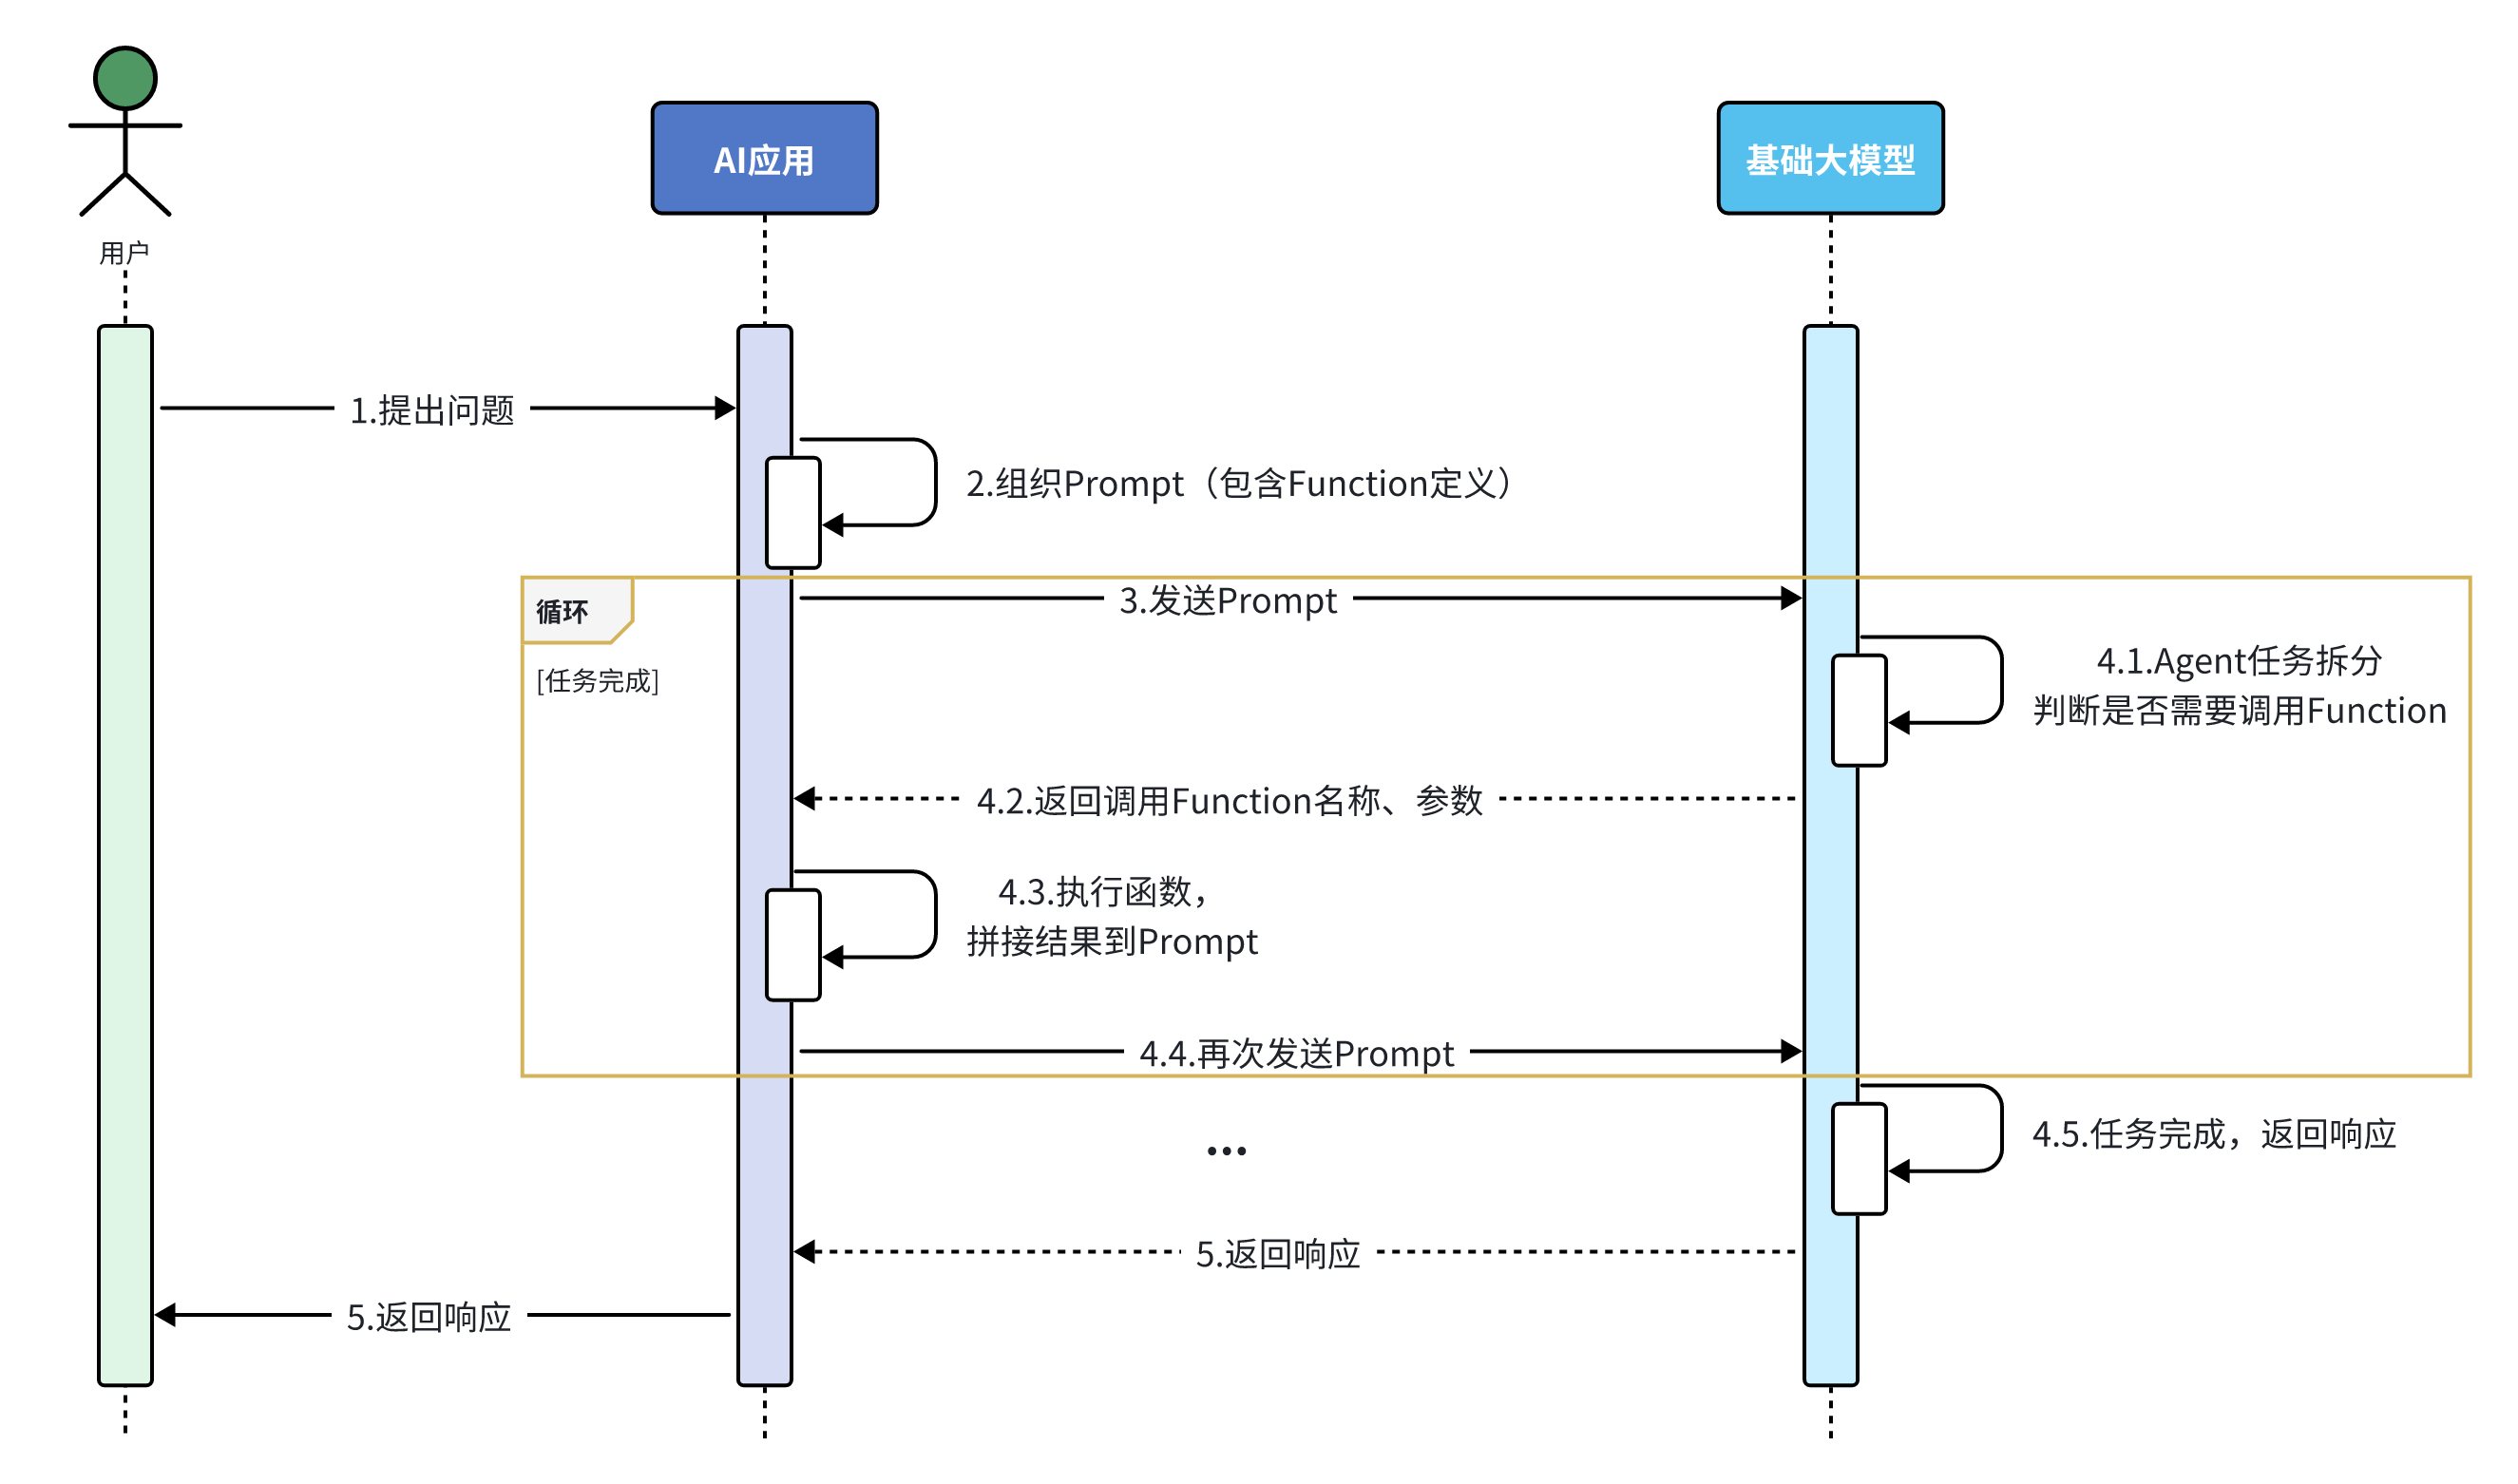 用户
AI应用
基础大模型
1.提出问题
2.组织Prompt（包含Function定义）
循环
[任务完成]
3.发送Prompt
4.1.Agent任务拆分
判断是否需要调用Function
4.2.返回调用Function名称、参数
4.3.执行函数，
拼接结果到Prompt
4.4.再次发送Prompt
•••
4.5.任务完成，返回响应
5.返回响应
5.返回响应